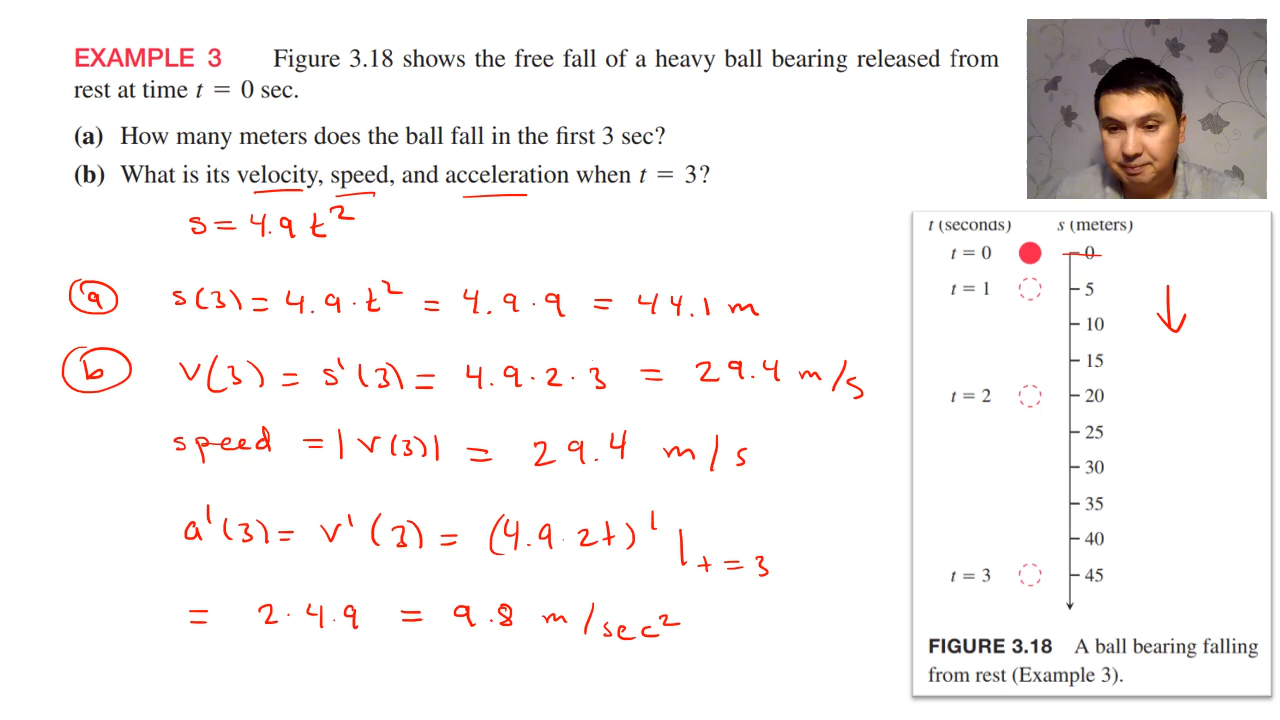 EXAMPLE 3 Figure 3.18 shows the free fall of a heavy ball bearing released from
rest at time t = 0 sec.
(a) How many meters does the ball fall in the first 3 sec?
(b) What is its velocity, speed, and acceleration when t = 3?
s = 4.9 t²
(a) s(3) = 4.9 · t² = 4.9 · 9 = 44.1 m
(b) v(3) = s'(3) = 4.9 · 2 · 3 = 29.4 m/s
speed = |v(3)| = 29.4 m/s
a'(3) = v'(3) = (4.9 · 2t)' |t=3
= 2 · 4.9 = 9.8 m/sec²
t (seconds) s (meters)
t = 0 0
t = 1 5
10
15
t = 2 20
25
30
35
40
t = 3 45
FIGURE 3.18 A ball bearing falling
from rest (Example 3).